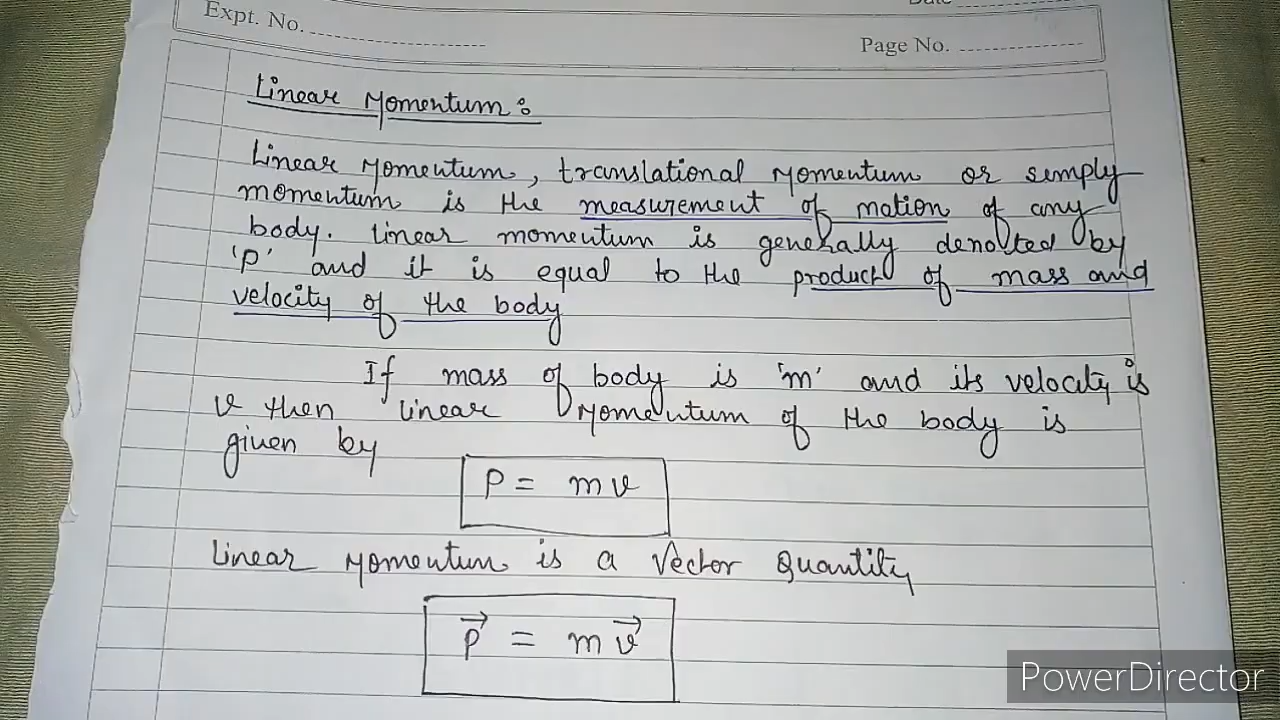 Expt. No.
Page No.
Linear Momentum:
Linear Momentum, translational Momentum or simply
momentum is the measurement of motion of any
body. Linear momentum is generally denoted by
'P' and it is equal to the product of mass and
velocity of the body
If mass of body is 'm' and its velocity is
v then linear Momentum of the body is
given by
P = mv
Linear Momentum is a Vector Quantity
p⃗ = m v⃗
PowerDirector